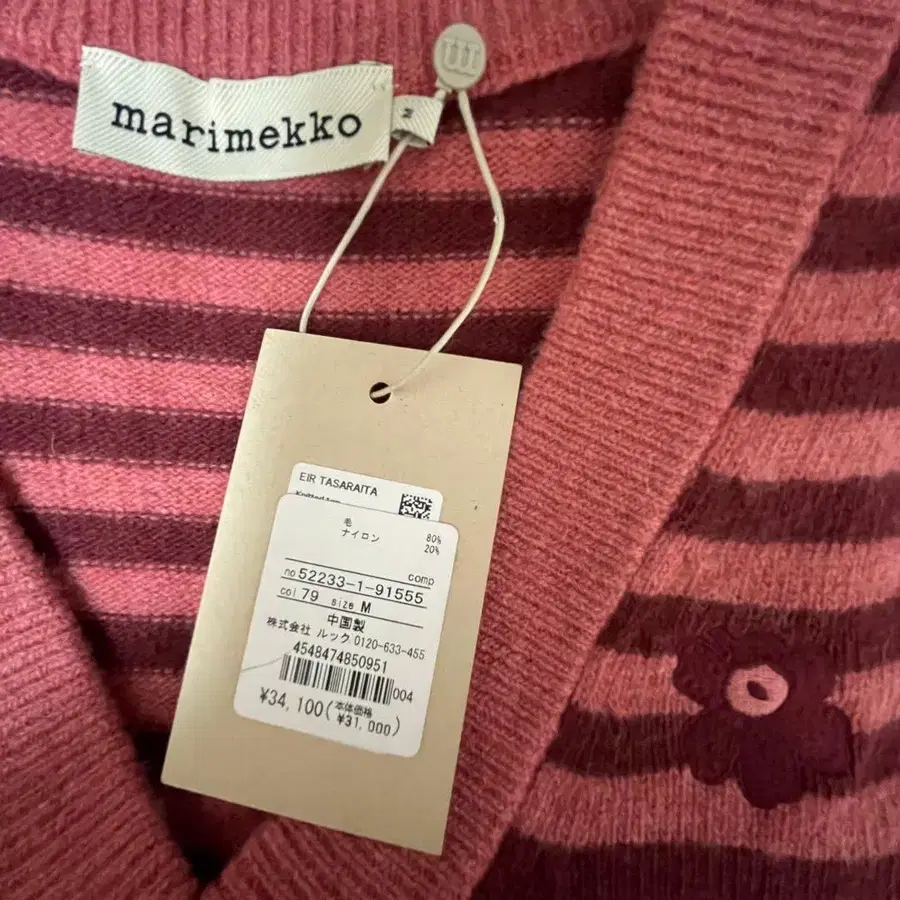 marimekko
M
EIR TASARAITA
毛 80%
ナイロン 20%
comp
no 52233-1-91555
col 79 size M
中国製
株式会社 ルック 0120-633-455
4548474850951
004
¥34,100(本体価格
¥31,000)